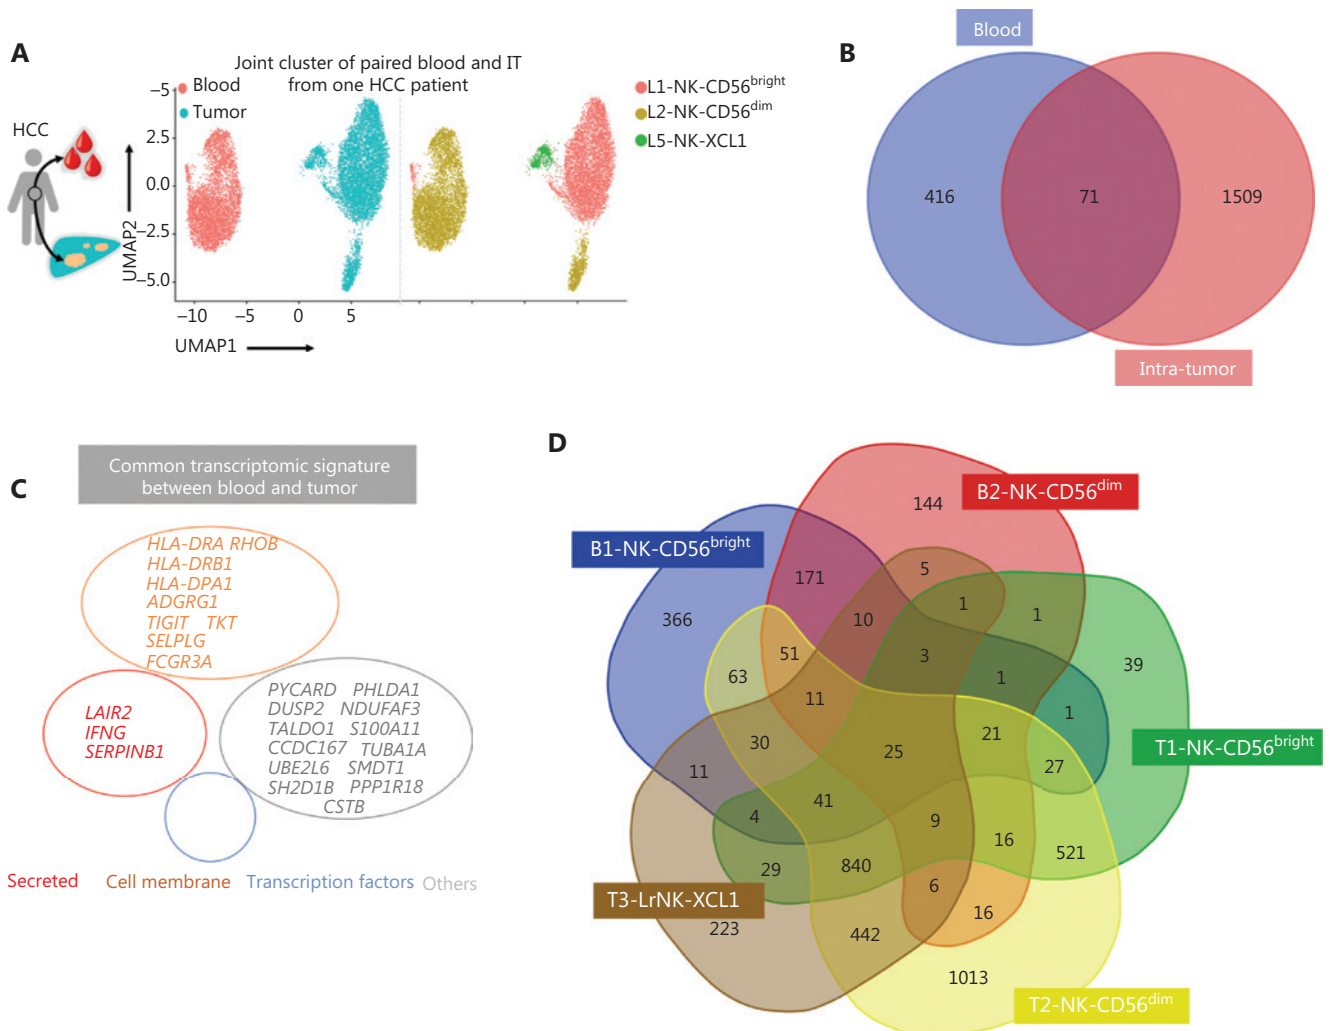 A
Joint cluster of paired blood and IT
from one HCC patient
HCC
Blood
Tumor
L1-NK-CD56bright
L2-NK-CD56dim
L5-NK-XCL1
−5
2.5
0.0
−2.5
−5.0
UMAP2
−10 −5 0 5
UMAP1
B
Blood
416 71 1509
Intra-tumor
C
Common transcriptomic signature
between blood and tumor
HLA-DRA RHOB
HLA-DRB1
HLA-DPA1
ADGRG1
TIGIT TKT
SELPLG
FCGR3A
LAIR2
IFNG
SERPINB1
PYCARD PHLDA1
DUSP2 NDUFAF3
TALDO1 S100A11
CCDC167 TUBA1A
UBE2L6 SMDT1
SH2D1B PPP1R18
CSTB
Secreted Cell membrane Transcription factors Others
D
B2-NK-CD56dim
B1-NK-CD56bright
T1-NK-CD56bright
T3-LrNK-XCL1
T2-NK-CD56dim
144
171
5
1
1
366
10
51
3
39
63
11
1
1
30
25
21
27
11
41
4
9
16
521
29
840
6
16
223
442
1013